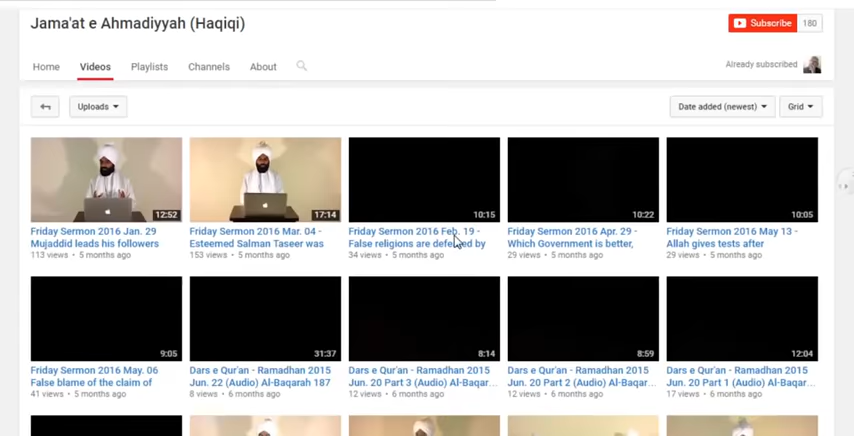 Jama'at e Ahmadiyyah (Haqiqi)
Subscribe 180
Home Videos Playlists Channels About
Already subscribed
Uploads
Date added (newest) Grid
12:52 17:14 10:15 10:22 10:05
Friday Sermon 2016 Jan. 29
Mujaddid leads his followers
113 views • 5 months ago
Friday Sermon 2016 Mar. 04 -
Esteemed Salman Taseer was
153 views • 5 months ago
Friday Sermon 2016 Feb. 19 -
False religions are defended by
34 views • 5 months ago
Friday Sermon 2016 Apr. 29 -
Which Government is better,
29 views • 5 months ago
Friday Sermon 2016 May 13 -
Allah gives tests after
29 views • 5 months ago
9:05 31:37 8:14 8:59 12:04
Friday Sermon 2016 May. 06
False blame of the claim of
41 views • 5 months ago
Dars e Qur'an - Ramadhan 2015
Jun. 22 (Audio) Al-Baqarah 187
8 views • 6 months ago
Dars e Qur'an - Ramadhan 2015
Jun. 20 Part 3 (Audio) Al-Baqar...
12 views • 6 months ago
Dars e Qur'an - Ramadhan 2015
Jun. 20 Part 2 (Audio) Al-Baqar...
12 views • 6 months ago
Dars e Qur'an - Ramadhan 2015
Jun. 20 Part 1 (Audio) Al-Baqar...
17 views • 6 months ago